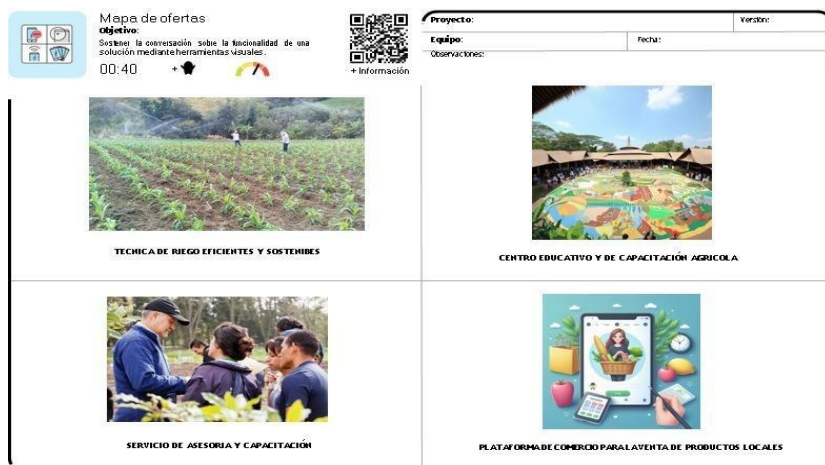 Mapa de ofertas
Objetivo:
Sostener la conversación sobre la funcionalidad de una
solución mediante herramientas visuales.
00:40
+
+ Información
Proyecto:
Versión:
Equipo:
Fecha:
Observaciones:
TECNICA DE RIEGO EFICIENTES Y SOSTENIBES
CENTRO EDUCATIVO Y DE CAPACITACIÓN AGRICOLA
SERVICIO DE ASESORIA Y CAPACITACIÓN
PLATAFORMA DE COMERCIO PARA LA VENTA DE PRODUCTOS LOCALES